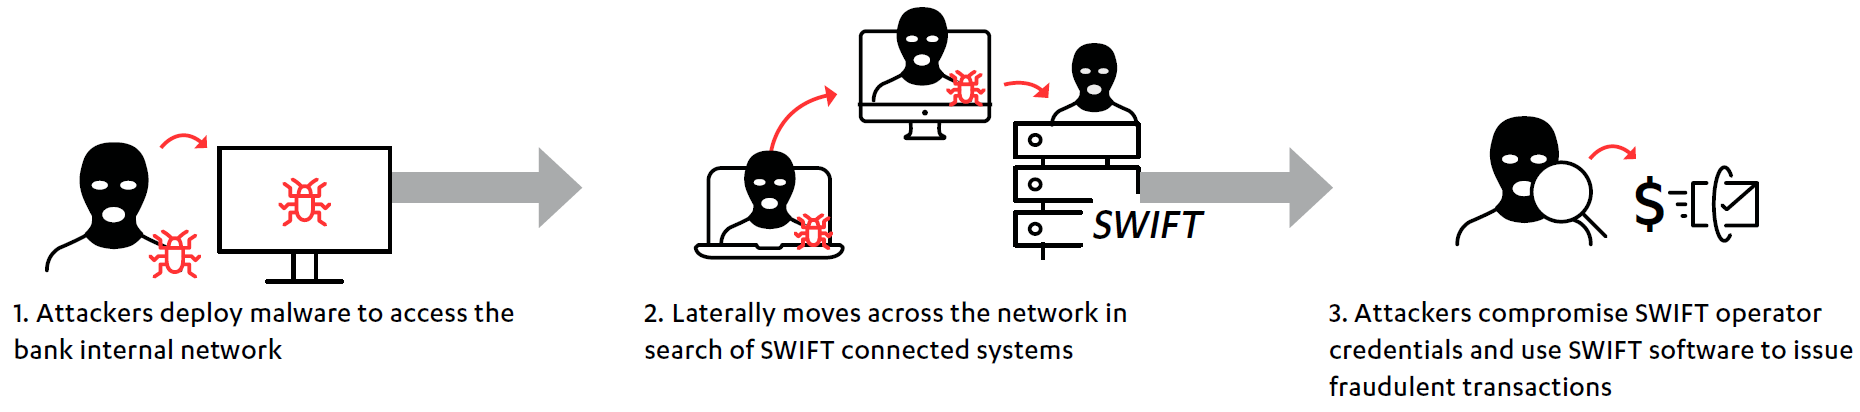 SWIFT
$
1. Attackers deploy malware to access the
bank internal network
2. Laterally moves across the network in
search of SWIFT connected systems
3. Attackers compromise SWIFT operator
credentials and use SWIFT software to issue
fraudulent transactions